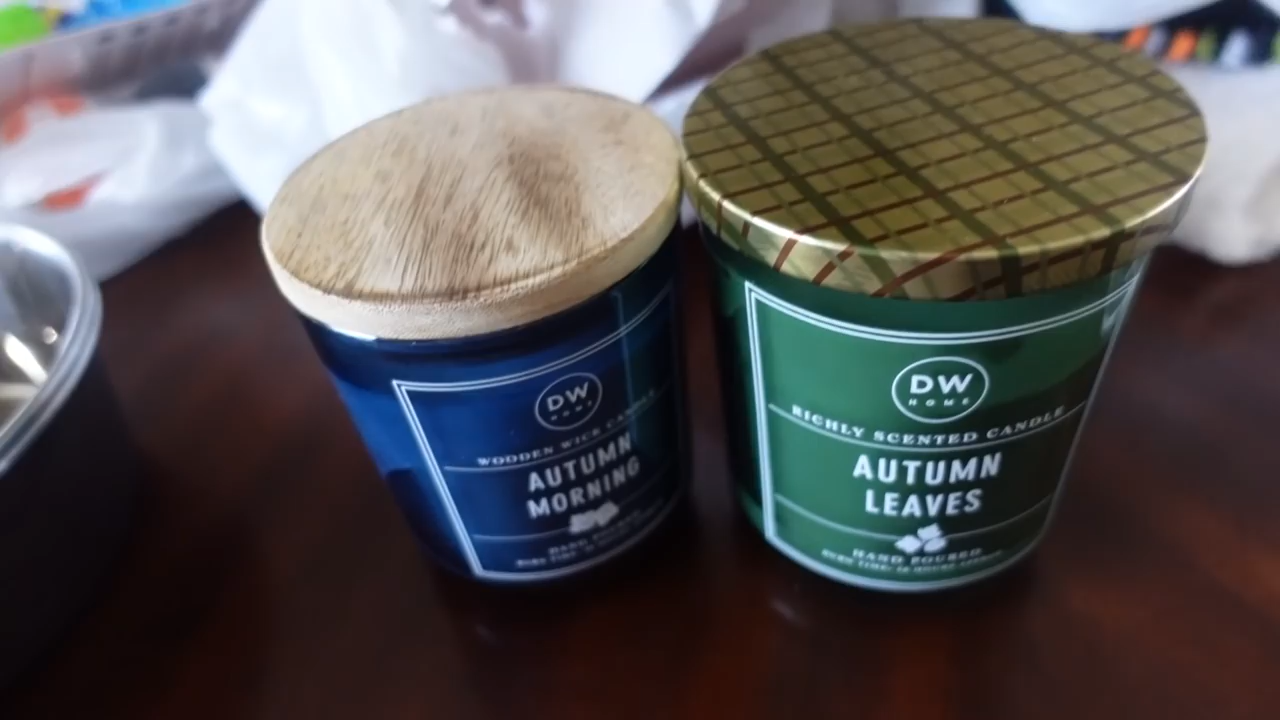 DW
HOME
WOODEN WICK CANDLE
AUTUMN
MORNING
HAND POURED
DW
HOME
RICHLY SCENTED CANDLE
AUTUMN
LEAVES
HAND POURED